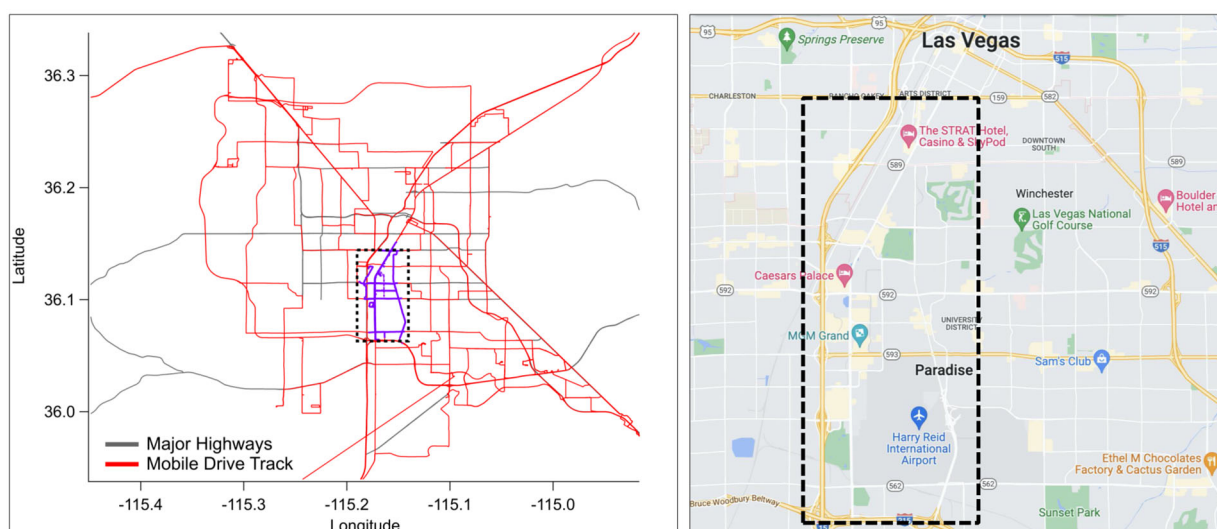 36.3
36.2
36.1
36.0
Latitude
Major Highways
Mobile Drive Track
-115.4
-115.3
-115.2
-115.1
-115.0
Longitude
95
95
Springs Preserve
Las Vegas
515
CHARLESTON
RANCHO OAKEY
ARTS DISTRICT
159
582
The STRAT Hotel,
Casino & SkyPod
DOWNTOWN
SOUTH
589
589
Winchester
Boulder
Hotel an
Las Vegas National
Golf Course
515
Caesars Palace
592
592
592
UNIVERSITY
DISTRICT
MGM Grand
593
Sam's Club
Paradise
Harry Reid
International
Airport
Ethel M Chocolates
Factory & Cactus Garden
562
562
Bruce Woodbury Beltway
215
Sunset Park